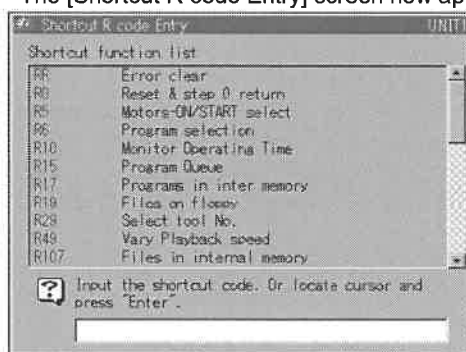 The [Shortcut R code Entry] screen now ap
Shortcut R code Entry UNIT
Shortcut function list
RR Error clear
R0 Reset & step 0 return
R5 Motors-ON/START select
R6 Program selection
R10 Monitor Operating Time
R15 Program Queue
R17 Programs in inter memory
R19 Files on floppy
R29 Select tool No.
R49 Vary Playback speed
R107 Files in internal memory
Input the shortcut code. Or locate cursor and
press "Enter".